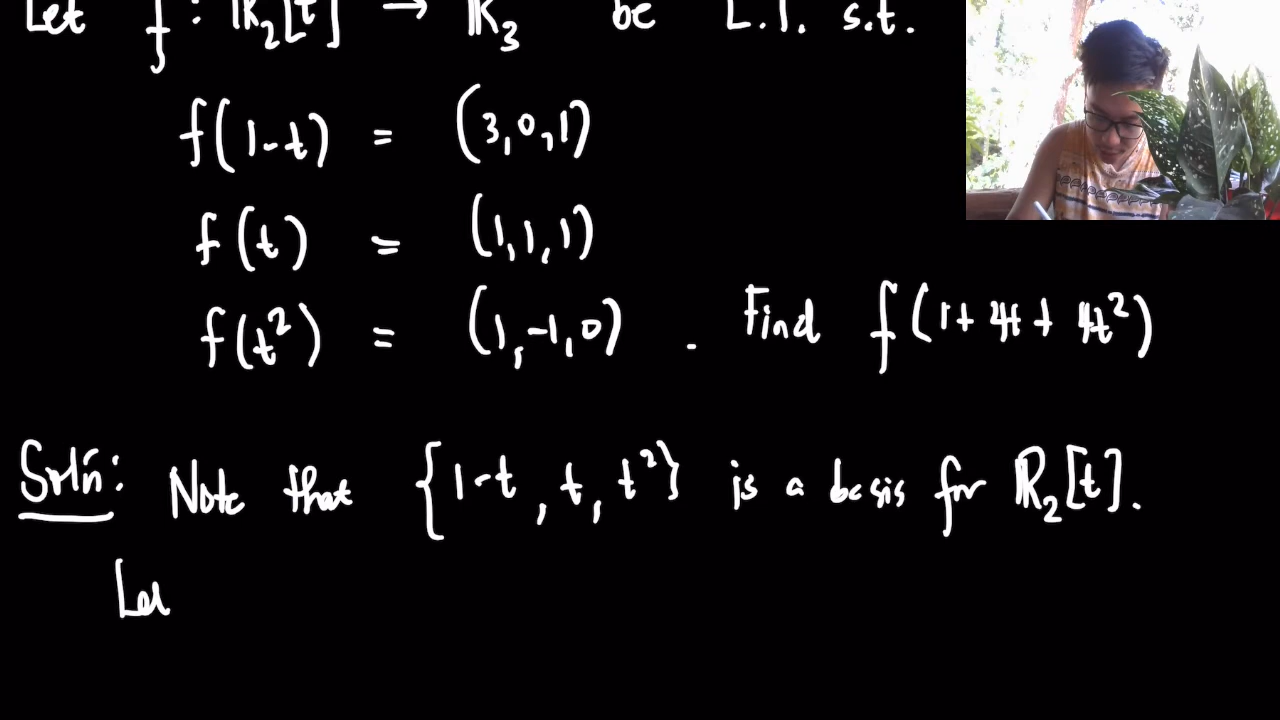 Let f : ℝ₂[t] → ℝ₃ be L.T. s.t.
f(1-t) = (3,0,1)
f(t) = (1,1,1)
f(t²) = (1,-1,0) . Find f(1+4t+4t²)
Sol'n: Note that {1-t, t, t²} is a basis for ℝ₂[t].
Let